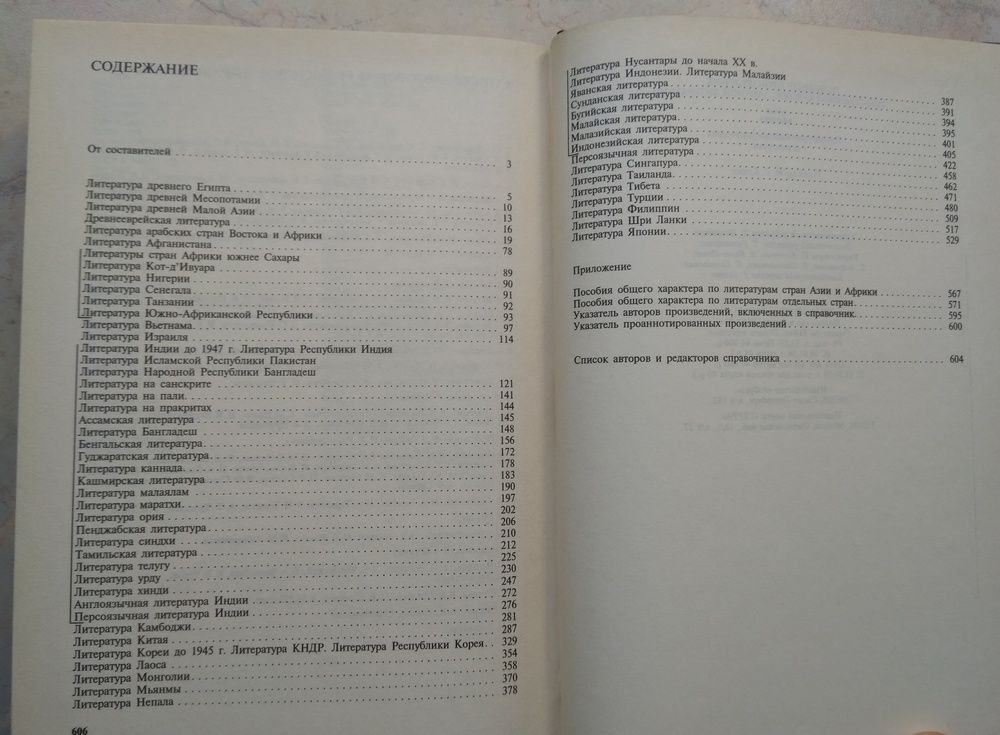 СОДЕРЖАНИЕ
От составителей . . . 3
Литература древнего Египта . . . 5
Литература древней Месопотамии . . . 10
Литература древней Малой Азии . . . 13
Древнееврейская литература . . . 16
Литература арабских стран Востока и Африки . . . 19
Литература Афганистана . . . 78
Литературы стран Африки южнее Сахары
Литература Кот-д'Ивуара . . . 89
Литература Нигерии . . . 90
Литература Сенегала . . . 91
Литература Танзании . . . 92
Литература Южно-Африканской Республики . . . 93
Литература Вьетнама . . . 97
Литература Израиля . . . 114
Литература Индии до 1947 г. Литература Республики Индия
Литература Исламской Республики Пакистан
Литература Народной Республики Бангладеш
Литература на санскрите . . . 121
Литература на пали . . . 141
Литература на пракритах . . . 144
Ассамская литература . . . 145
Литература Бангладеш . . . 148
Бенгальская литература . . . 156
Гуджаратская литература . . . 172
Литература каннада . . . 178
Кашмирская литература . . . 183
Литература малаялам . . . 190
Литература маратхи . . . 197
Литература ория . . . 202
Пенджабская литература . . . 206
Литература синдхи . . . 210
Тамильская литература . . . 212
Литература телугу . . . 225
Литература урду . . . 230
Литература хинди . . . 247
Англоязычная литература Индии . . . 272
Персоязычная литература Индии . . . 276
Литература Камбоджи . . . 281
Литература Китая . . . 287
Литература Кореи до 1945 г. Литература КНДР. Литература Республики Корея . . . 329
Литература Лаоса . . . 354
Литература Монголии . . . 358
Литература Мьянмы . . . 370
Литература Непала . . . 378
606
Литература Нусантары до начала XX в.
Литература Индонезии. Литература Малайзии
Яванская литература . . . 387
Сунданская литература . . . 391
Бугийская литература . . . 394
Малайская литература . . . 395
Малазийская литература . . . 401
Индонезийская литература . . . 405
Персоязычная литература . . . 422
Литература Сингапура . . . 458
Литература Таиланда . . . 462
Литература Тибета . . . 471
Литература Турции . . . 480
Литература Филиппин . . . 509
Литература Шри Ланки . . . 517
Литература Японии . . . 529
Приложение
Пособия общего характера по литературам стран Азии и Африки . . . 567
Пособия общего характера по литературам отдельных стран . . . 571
Указатель авторов произведений, включенных в справочник . . . 595
Указатель проаннотированных произведений . . . 600
Список авторов и редакторов справочника . . . 604